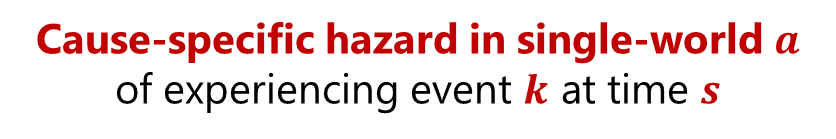 Cause-specific hazard in single-world a
of experiencing event k at time s